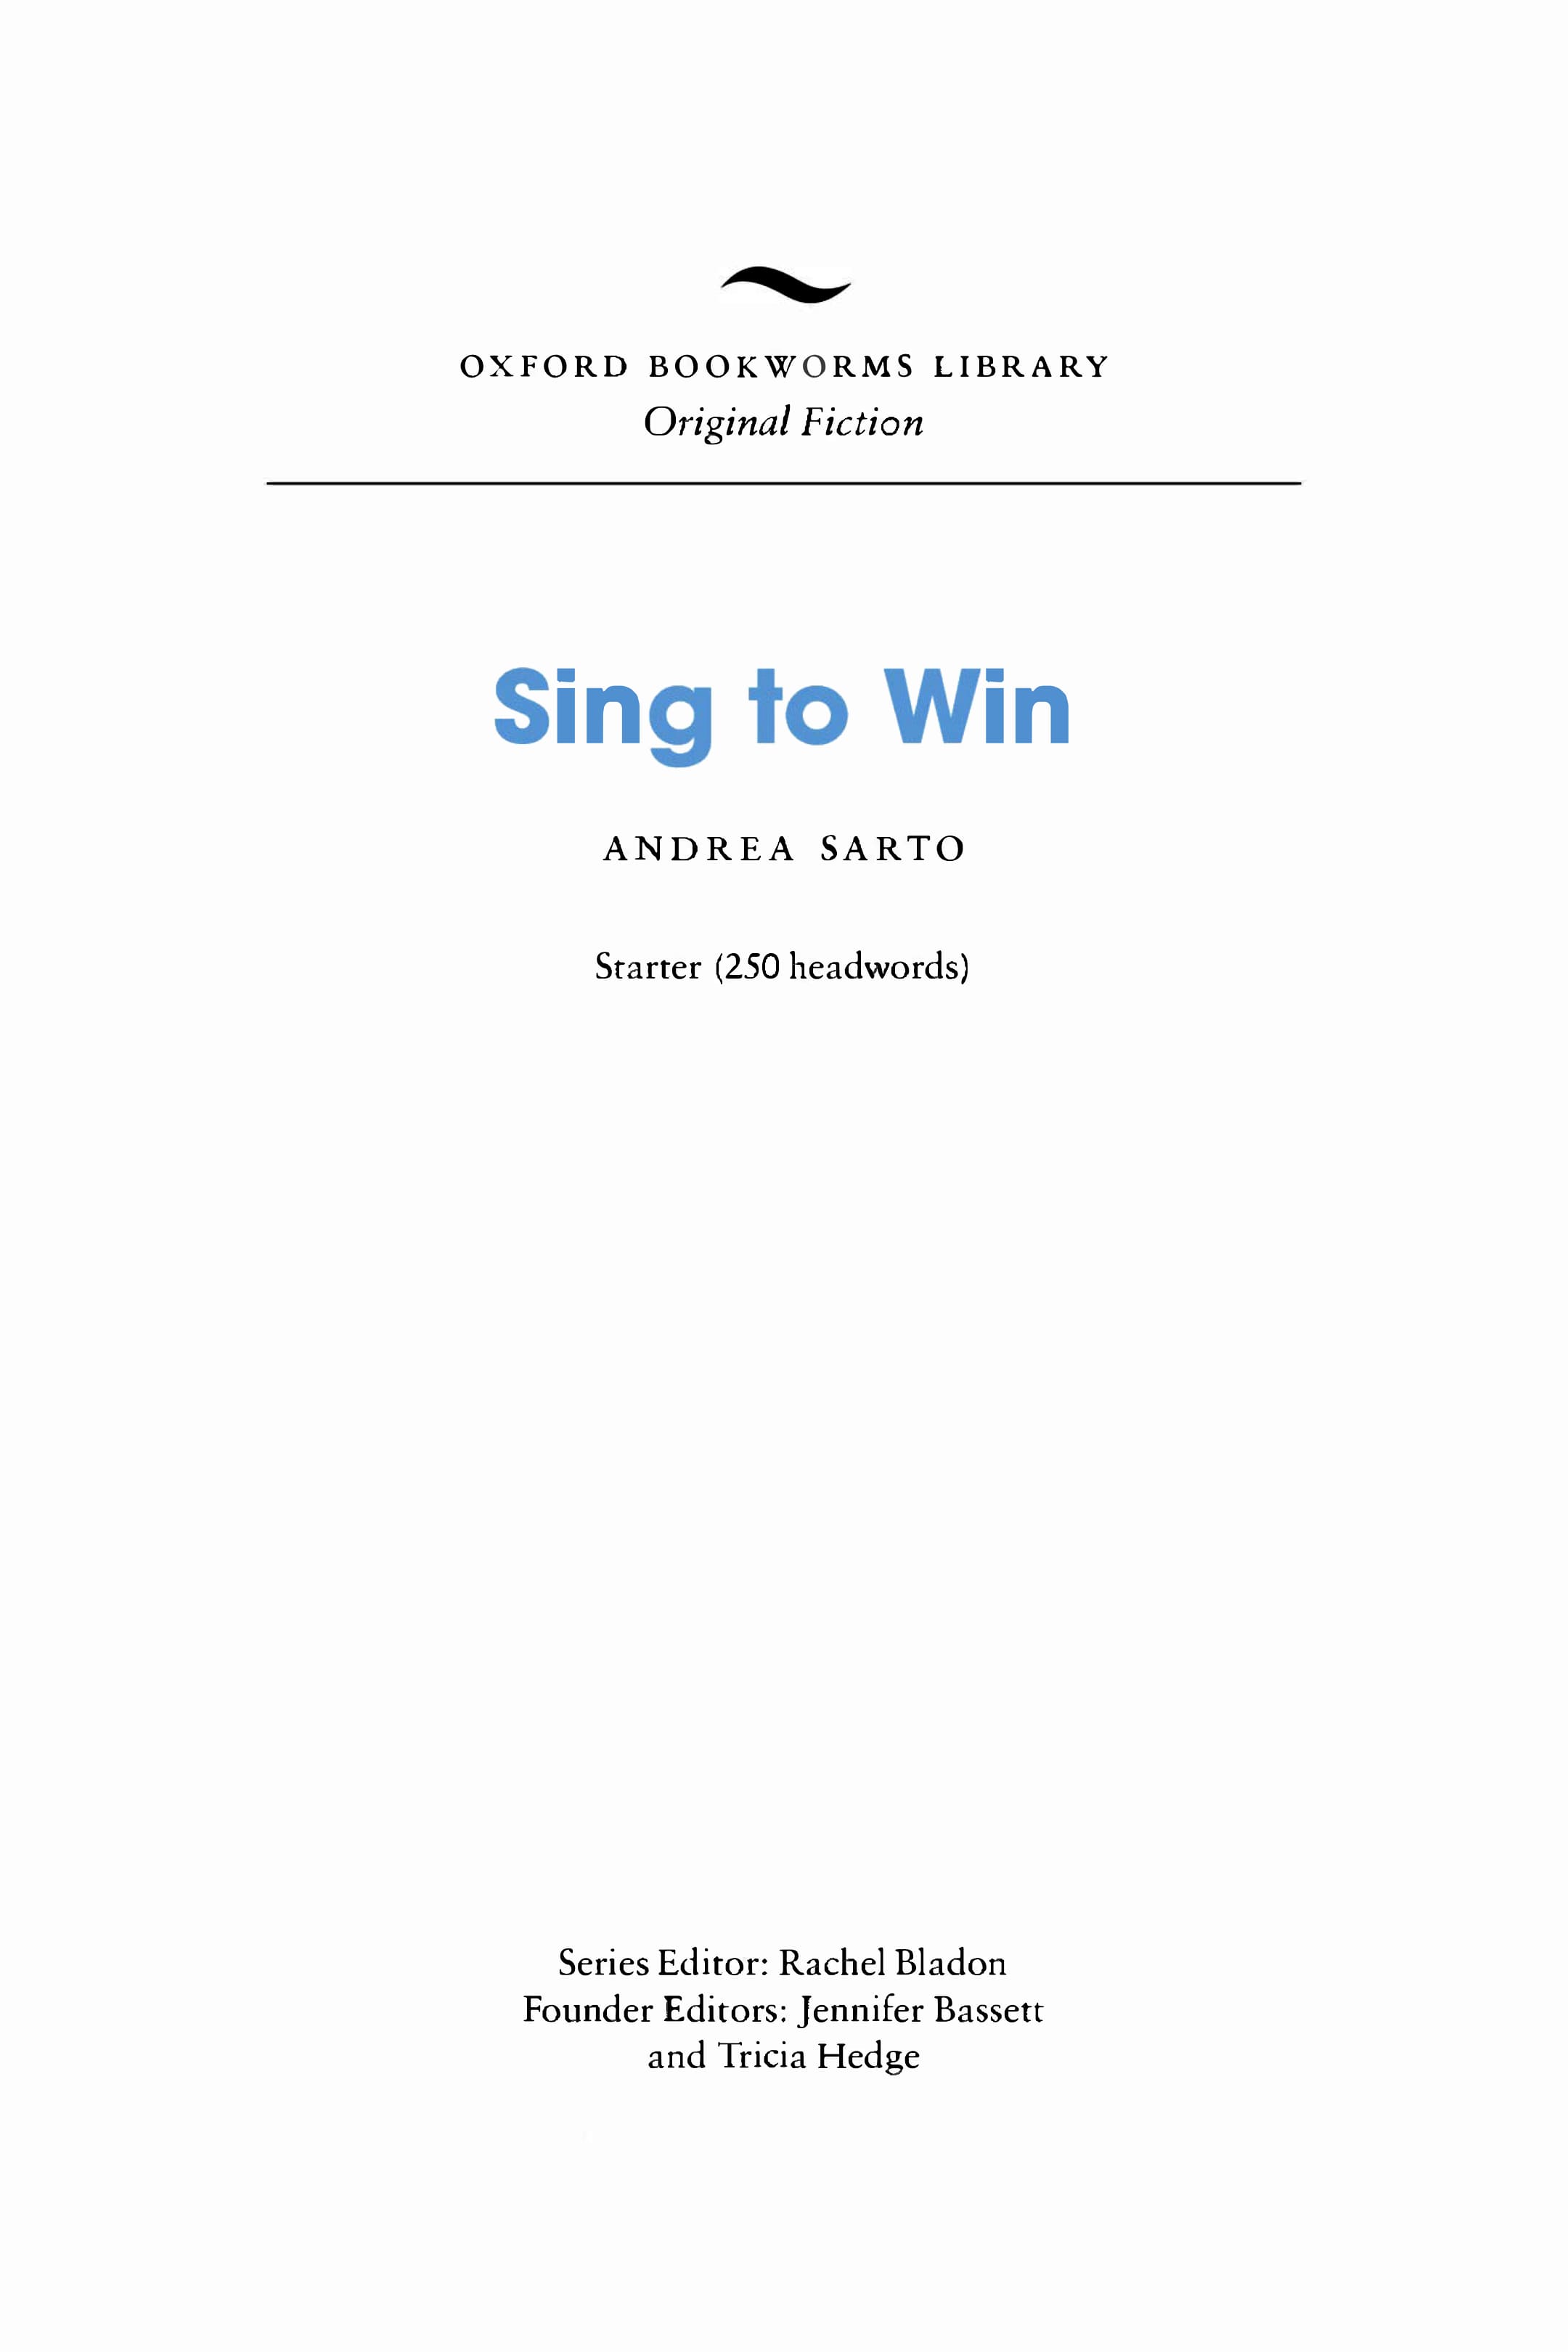 OXFORD BOOKWORMS LIBRARY
Original Fiction
Sing to Win
ANDREA SARTO
Starter (250 headwords)
Series Editor: Rachel Bladon
Founder Editors: Jennifer Bassett
and Tricia Hedge